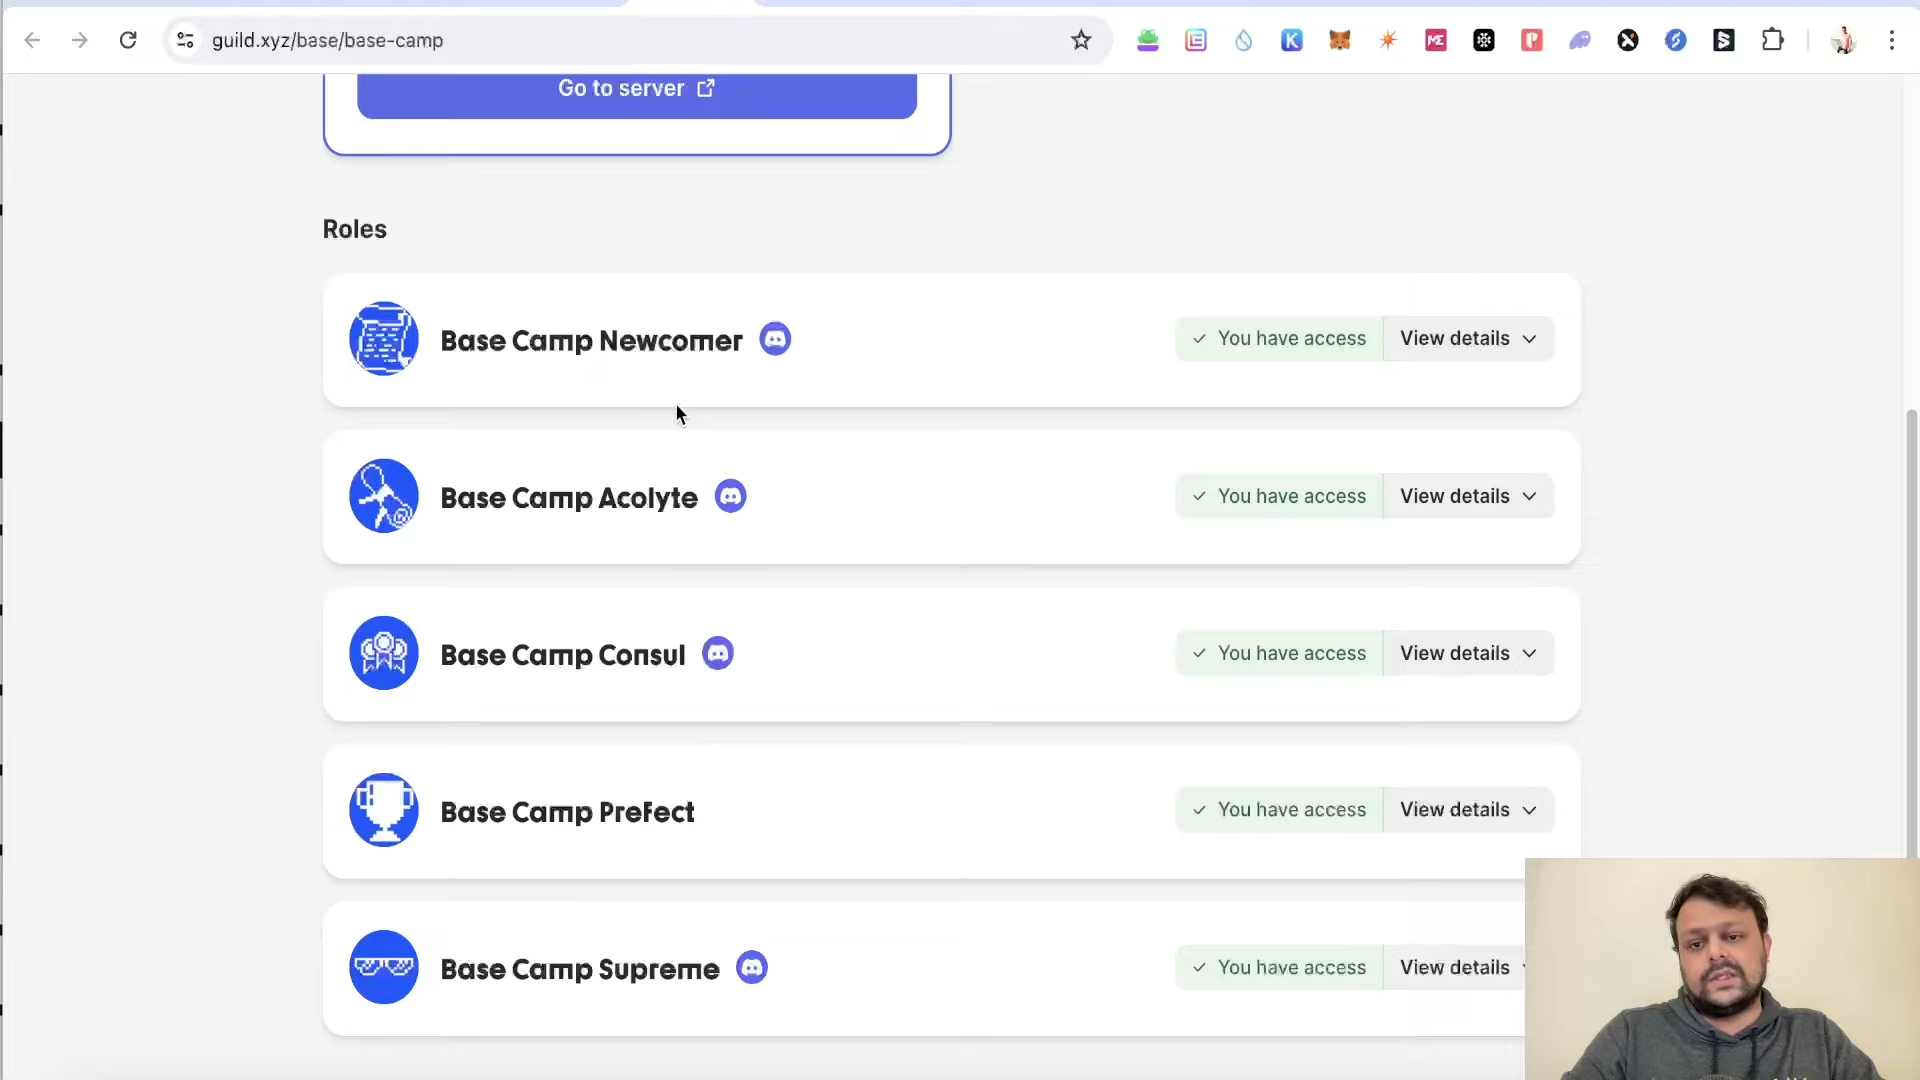 guild.xyz/base/base-camp
Go to server
Roles
Base Camp Newcomer
You have access
View details
Base Camp Acolyte
You have access
View details
Base Camp Consul
You have access
View details
Base Camp Prefect
You have access
View details
Base Camp Supreme
You have access
View details